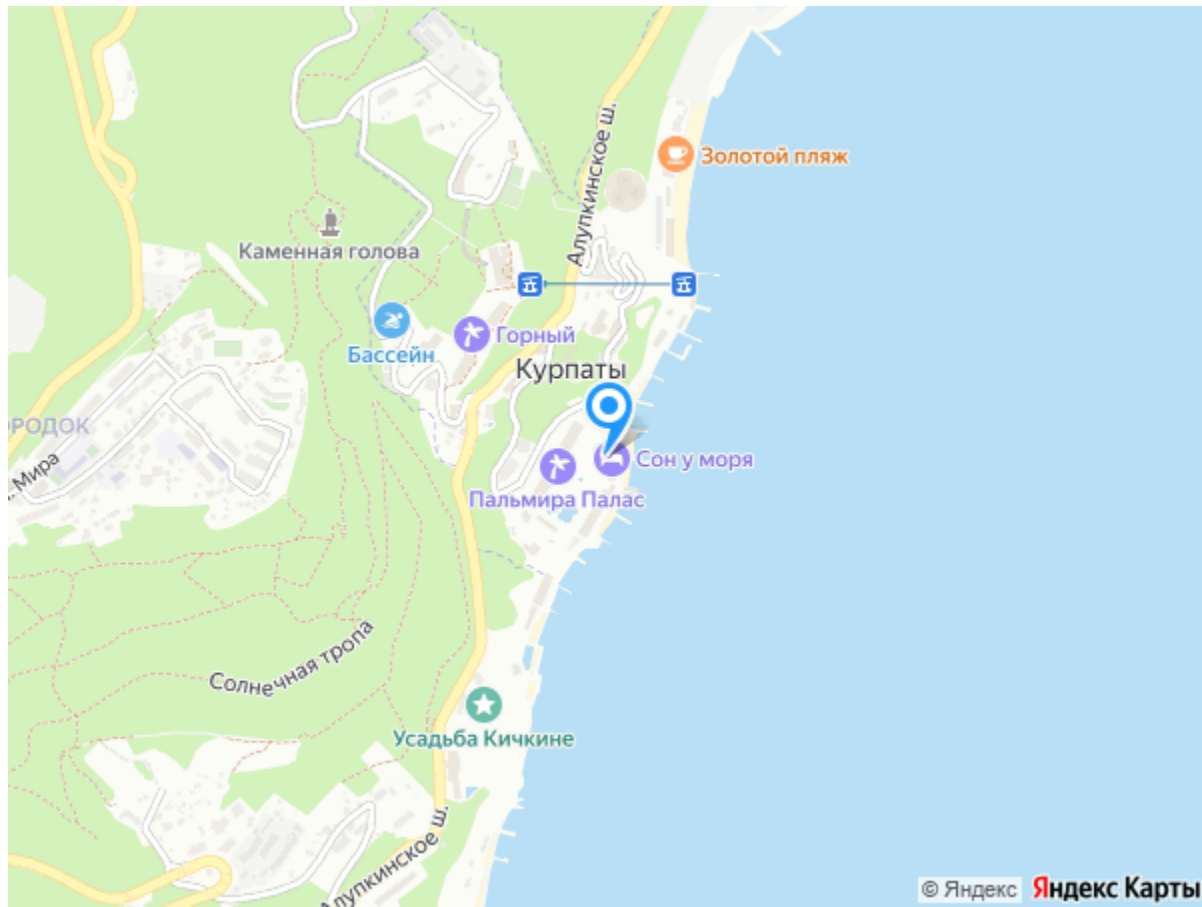 Золотой пляж
Алупкинское ш.
Каменная голова
Горный
Бассейн
Курпаты
РОДОК
Мира
Сон у моря
Пальмира Палас
Солнечная тропа
Усадьба Кичкине
Алупкинское ш.
© Яндекс Яндекс Карты